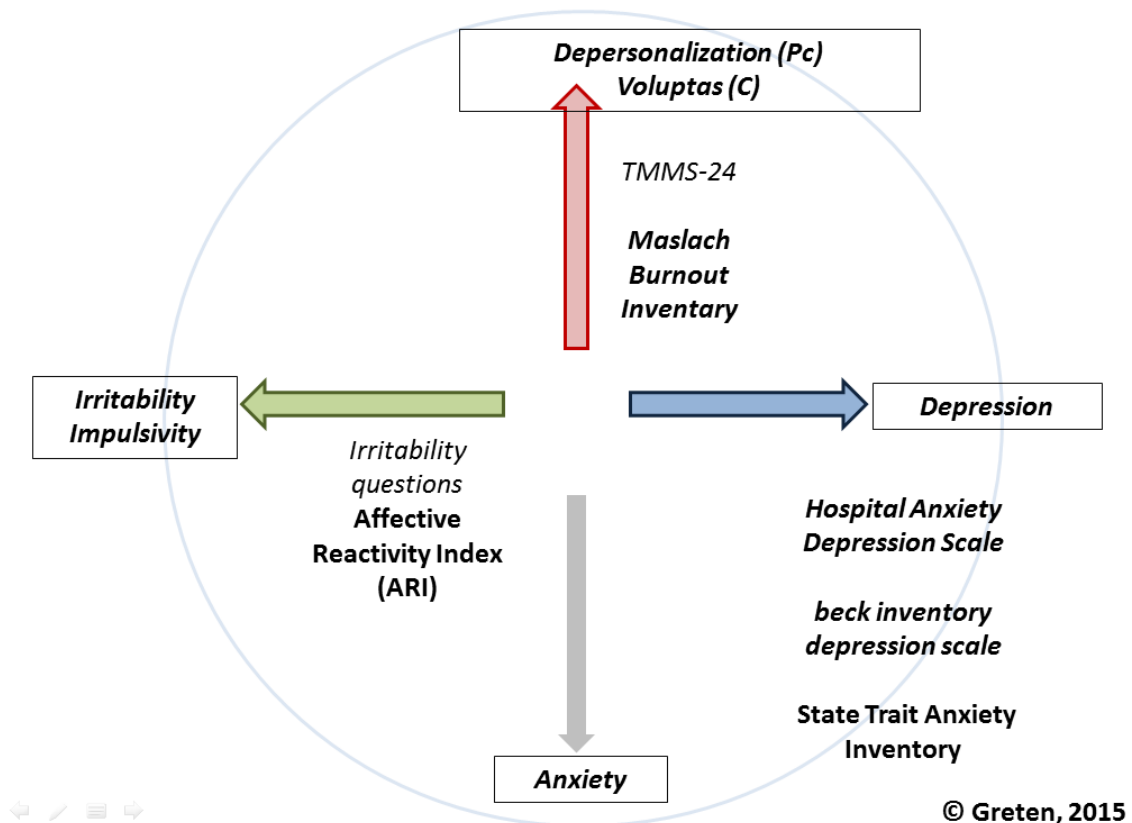 Depersonalization (Pc)
Voluptas (C)
TMMS-24
Maslach
Burnout
Inventary
Irritability
Impulsivity
Depression
Irritability
questions
Affective
Reactivity Index
(ARI)
Hospital Anxiety
Depression Scale
beck inventory
depression scale
State Trait Anxiety
Inventory
Anxiety
© Greten, 2015